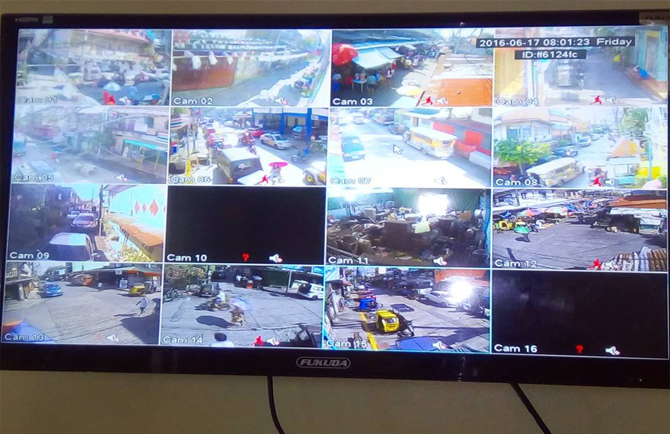 HDMI
2016-06-17 08:01:23 Friday
ID:ff6124fc
Cam 01
Cam 02
Cam 03
Cam 04
Cam 05
Cam 06
Cam 07
Cam 08
Cam 09
Cam 10
Cam 11
Cam 12
Cam 13
Cam 14
Cam 15
Cam 16
FUKUDA